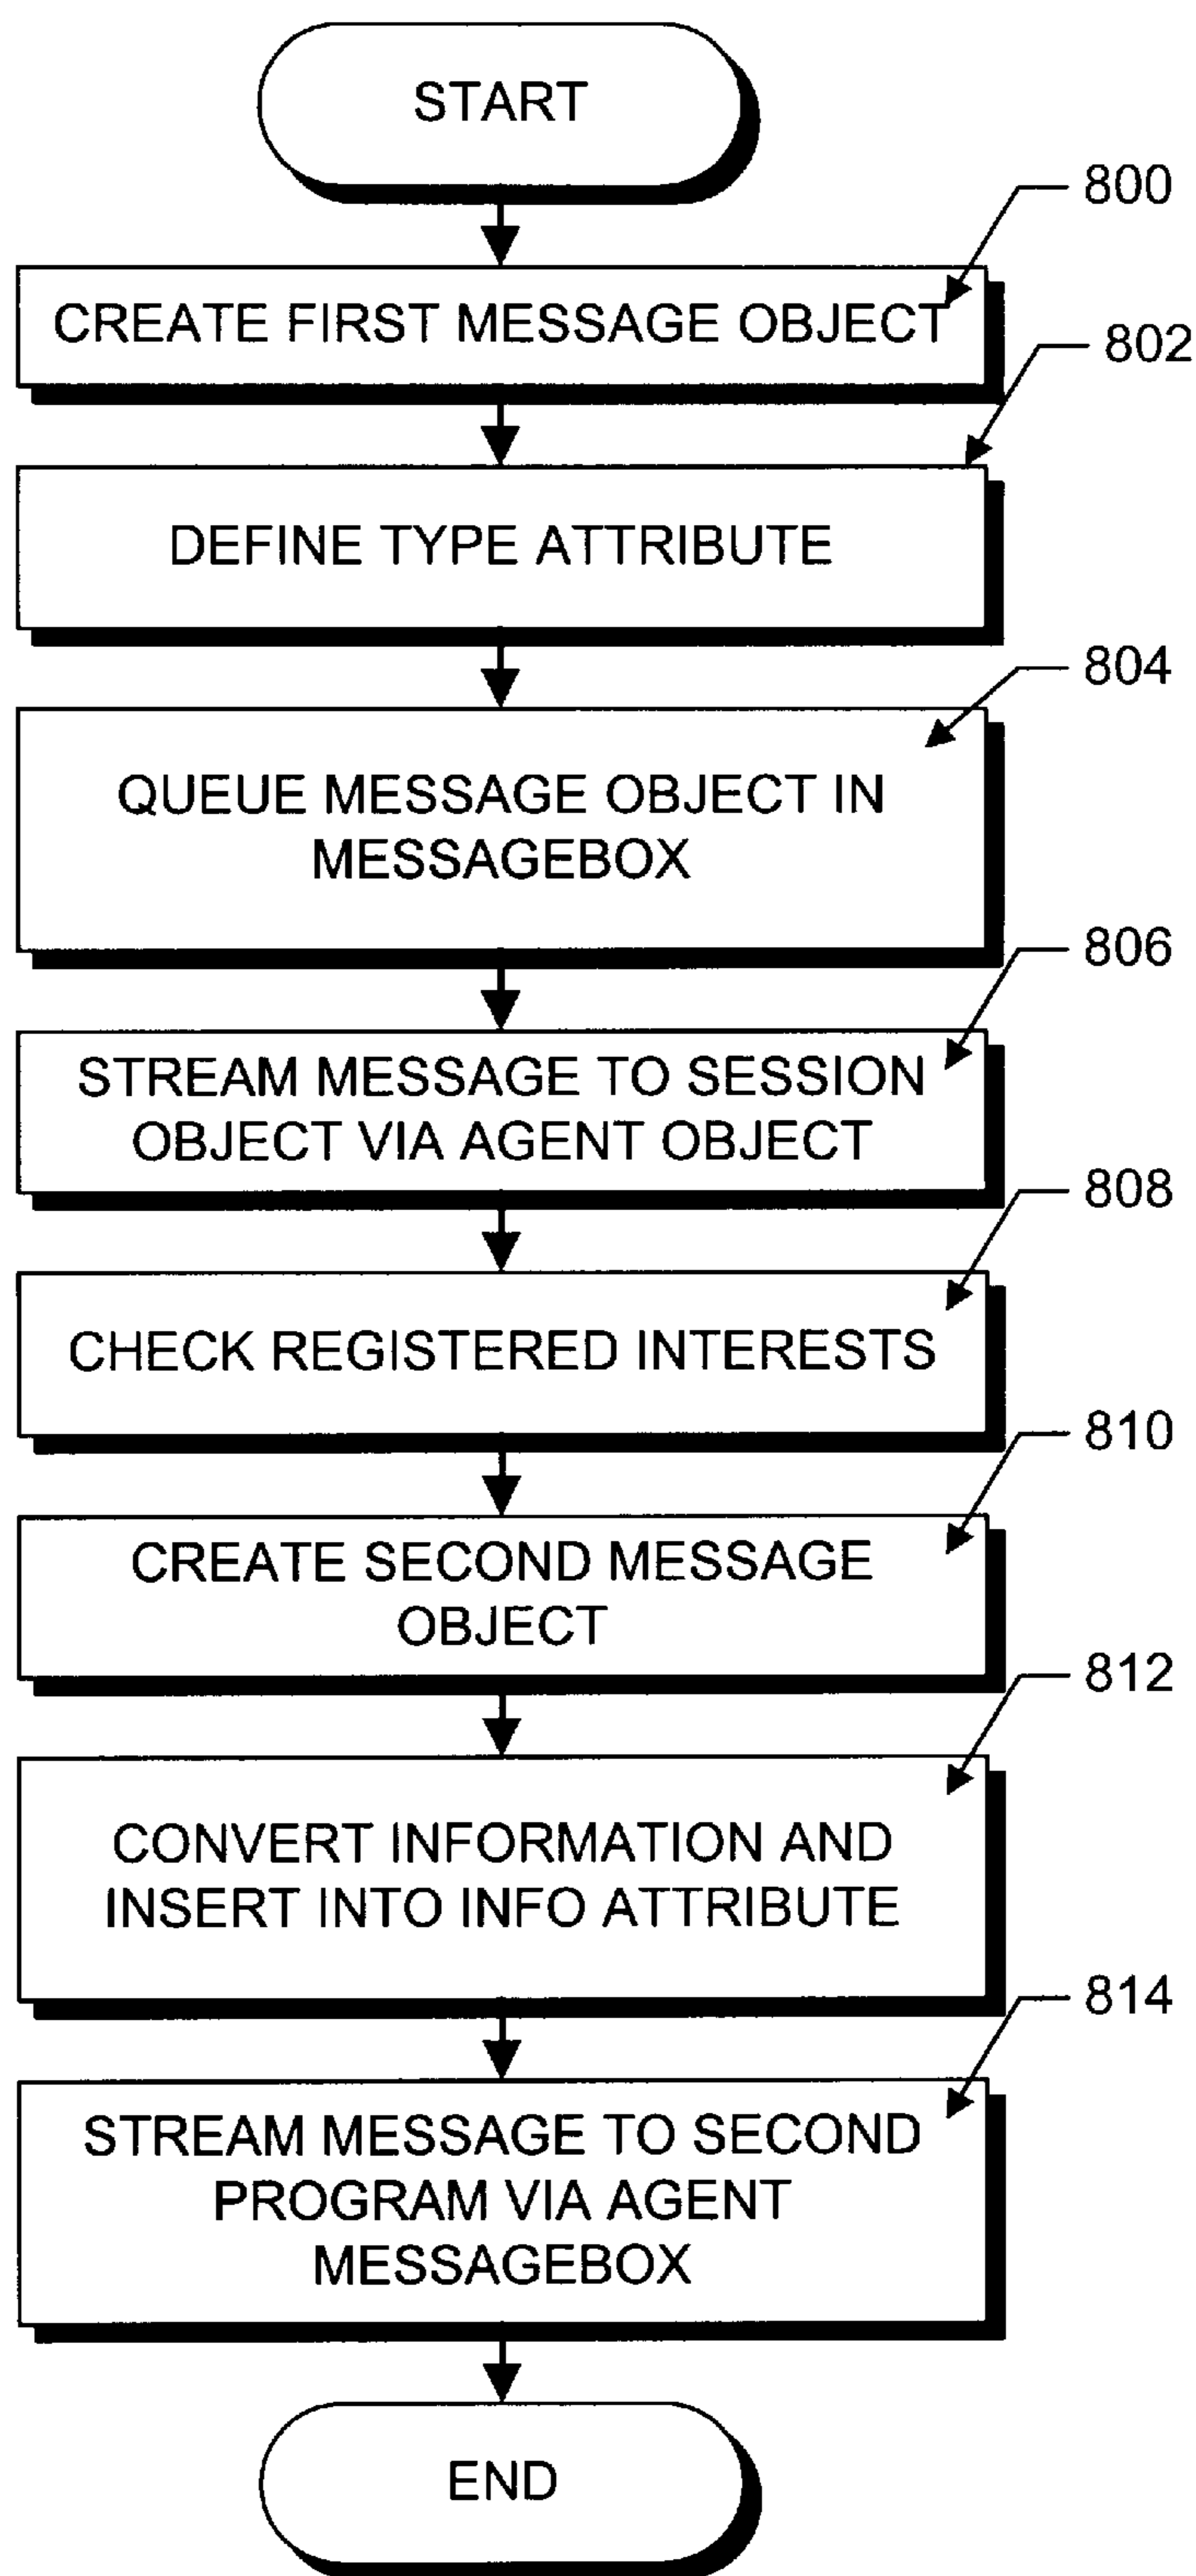 START
800
CREATE FIRST MESSAGE OBJECT
802
DEFINE TYPE ATTRIBUTE
804
QUEUE MESSAGE OBJECT IN
MESSAGEBOX
806
STREAM MESSAGE TO SESSION
OBJECT VIA AGENT OBJECT
808
CHECK REGISTERED INTERESTS
810
CREATE SECOND MESSAGE
OBJECT
812
CONVERT INFORMATION AND
INSERT INTO INFO ATTRIBUTE
814
STREAM MESSAGE TO SECOND
PROGRAM VIA AGENT
MESSAGEBOX
END